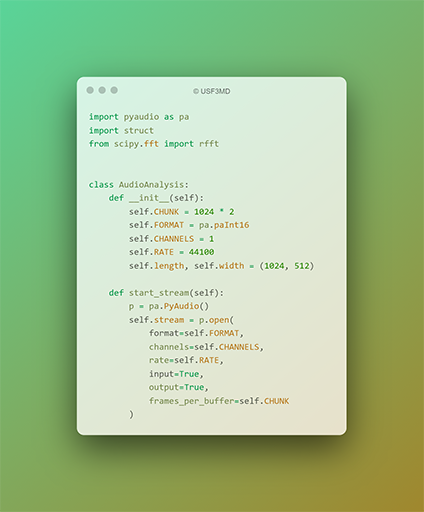 © USF3MD
import pyaudio as pa
import struct
from scipy.fft import rfft
class AudioAnalysis:
    def __init__(self):
        self.CHUNK = 1024 * 2
        self.FORMAT = pa.paInt16
        self.CHANNELS = 1
        self.RATE = 44100
        self.length, self.width = (1024, 512)
    def start_stream(self):
        p = pa.PyAudio()
        self.stream = p.open(
            format=self.FORMAT,
            channels=self.CHANNELS,
            rate=self.RATE,
            input=True,
            output=True,
            frames_per_buffer=self.CHUNK
        )